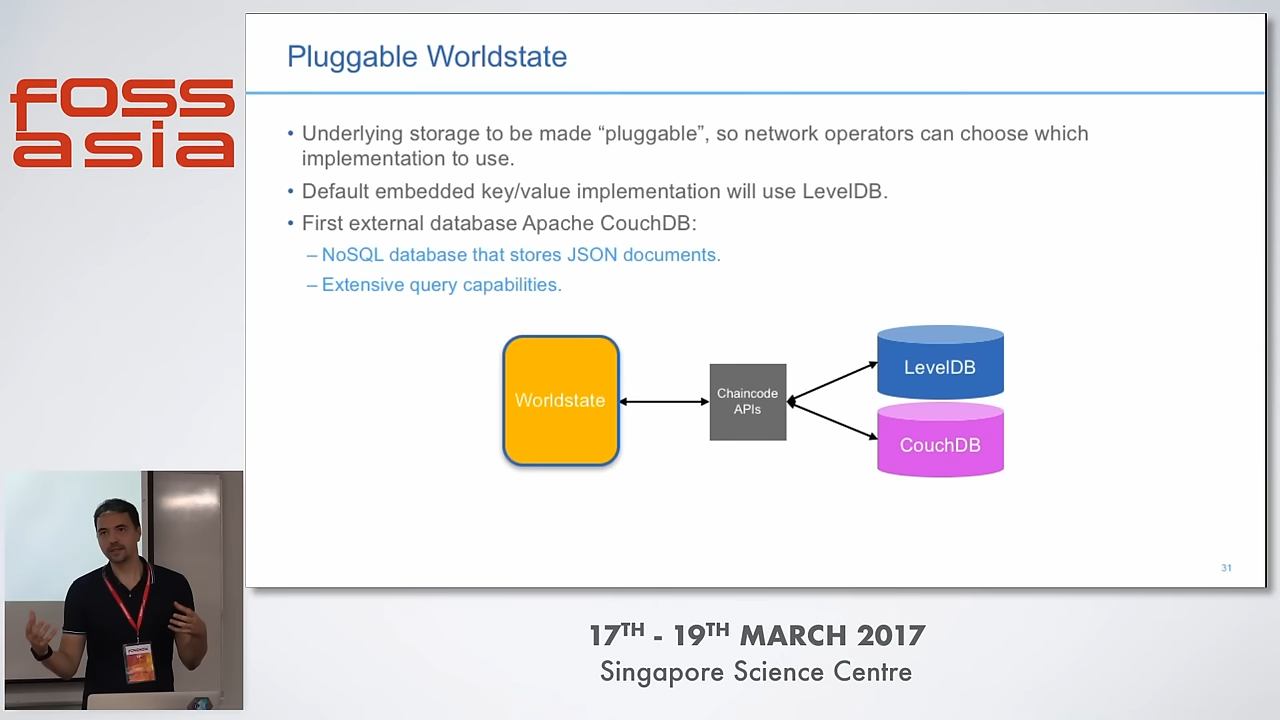 fOSS
asia
Pluggable Worldstate
• Underlying storage to be made “pluggable”, so network operators can choose which
implementation to use.
• Default embedded key/value implementation will use LevelDB.
• First external database Apache CouchDB:
– NoSQL database that stores JSON documents.
– Extensive query capabilities.
Worldstate
Chaincode
APIs
LevelDB
CouchDB
31
17TH - 19TH MARCH 2017
Singapore Science Centre